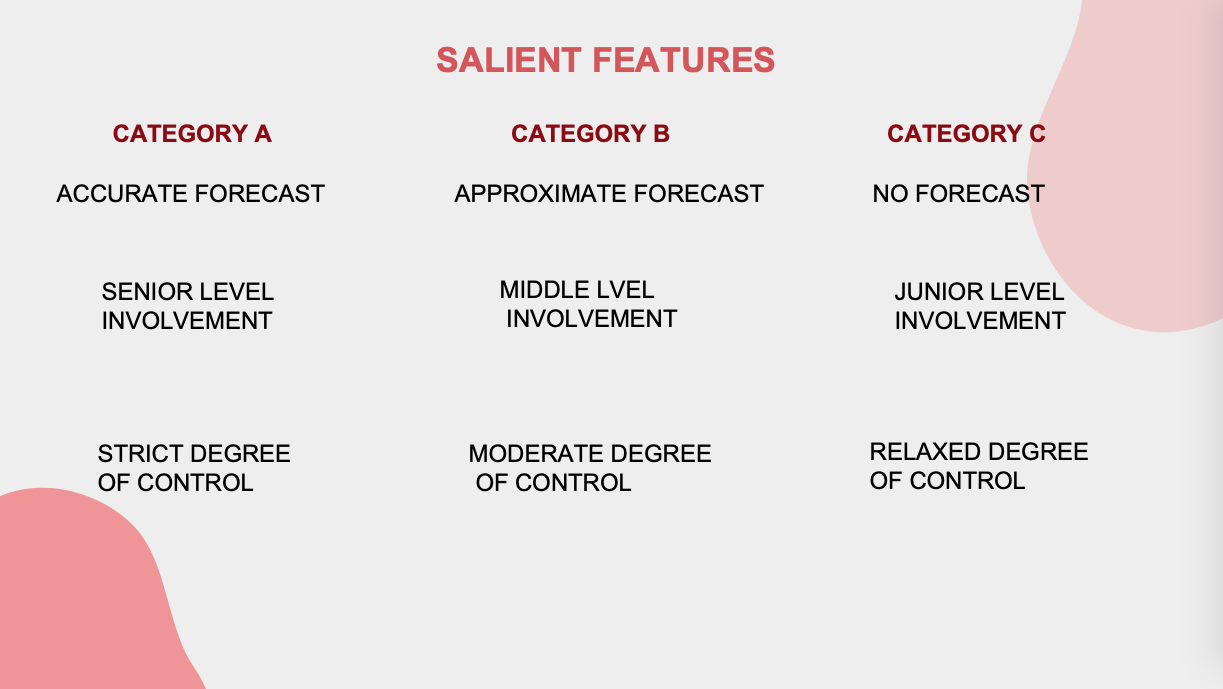 SALIENT FEATURES
CATEGORY A
CATEGORY B
CATEGORY C
ACCURATE FORECAST
APPROXIMATE FORECAST
NO FORECAST
SENIOR LEVEL
INVOLVEMENT
MIDDLE LVEL
INVOLVEMENT
JUNIOR LEVEL
INVOLVEMENT
STRICT DEGREE
OF CONTROL
MODERATE DEGREE
OF CONTROL
RELAXED DEGREE
OF CONTROL